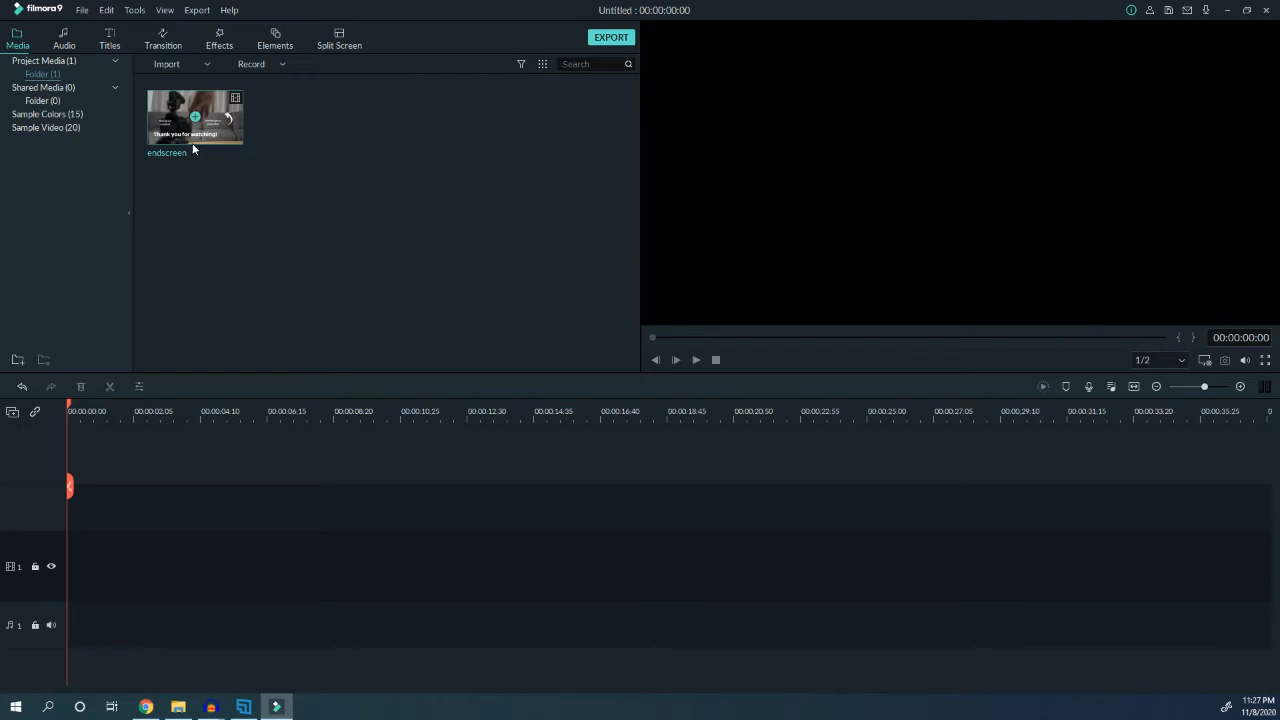 filmora9 File Edit Tools View Export Help Untitled : 00:00:00:00
Media Audio Titles Transition Effects Elements Split Screen EXPORT
Project Media (1) Import Record Search
Folder (1)
Shared Media (0)
Folder (0)
Sample Colors (15)
Sample Video (20)
Thank you for watching!
endscreen
00:00:00:00
1/2
00:00:00:00 00:00:02:05 00:00:04:10 00:00:06:15 00:00:08:20 00:00:10:25 00:00:12:30 00:00:14:35 00:00:16:40 00:00:18:45 00:00:20:50 00:00:22:55 00:00:25:00 00:00:27:05 00:00:29:10 00:00:31:15 00:00:33:20 00:00:35:25 0
1
1
11:27 PM
11/8/2020